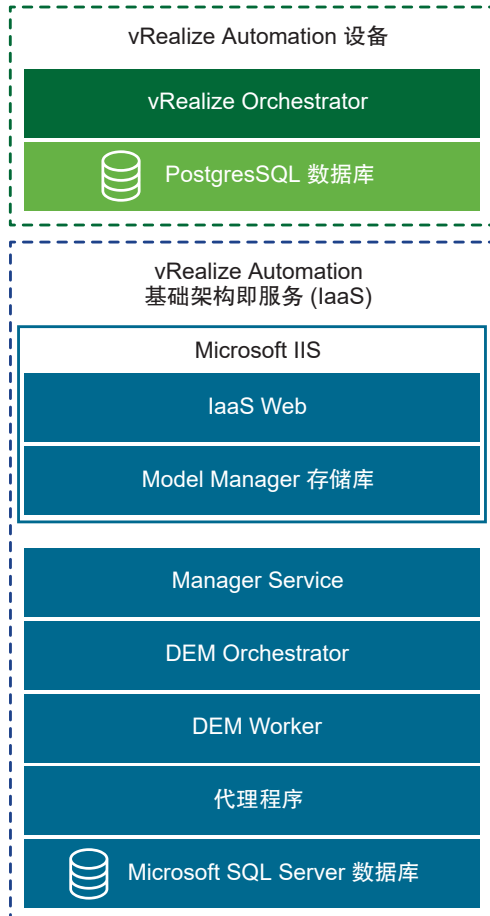 vRealize Automation 设备
vRealize Orchestrator
PostgresSQL 数据库
vRealize Automation
基础架构即服务 (IaaS)
Microsoft IIS
IaaS Web
Model Manager 存储库
Manager Service
DEM Orchestrator
DEM Worker
代理程序
Microsoft SQL Server 数据库